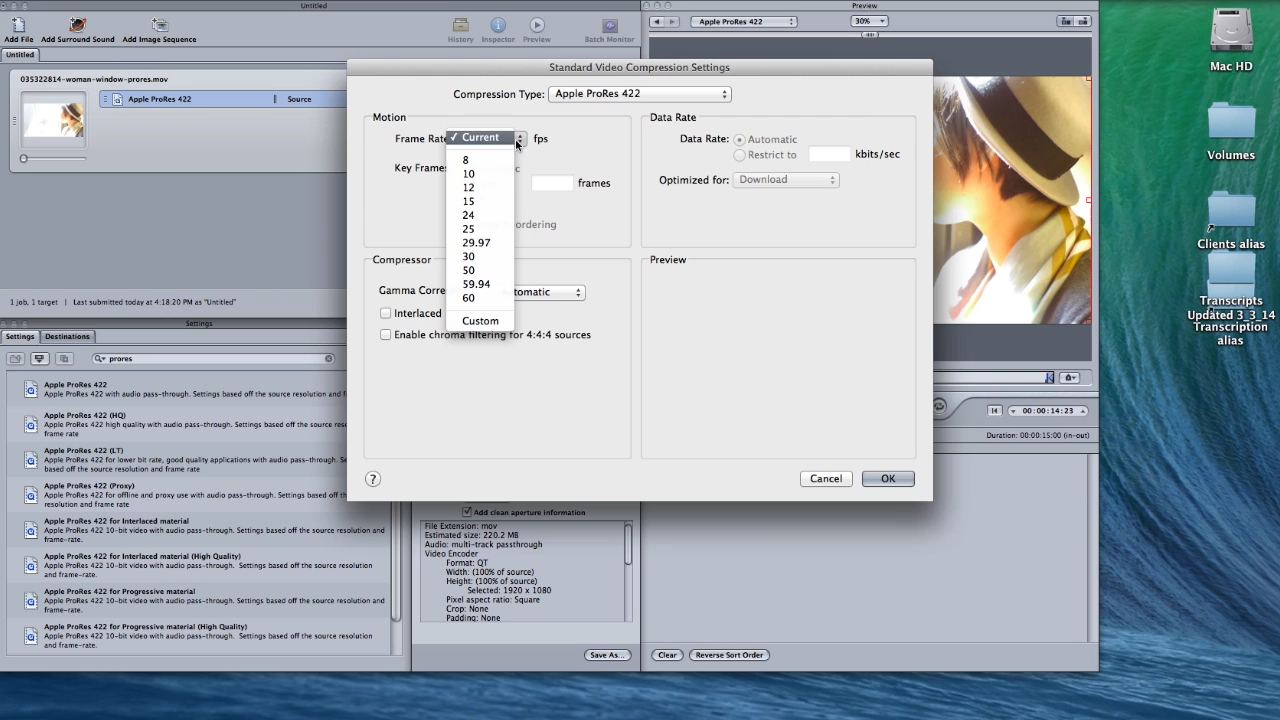 Untitled
Add File
Add Surround Sound
Add Image Sequence
History
Inspector
Preview
Batch Monitor
Untitled
035322814-woman-window-prores.mov
Apple ProRes 422
Source
1 job, 1 target | Last submitted today at 4:18:20 PM as "Untitled"
Settings
Settings
Destinations
prores
Apple ProRes 422
Apple ProRes 422 with audio pass-through. Settings based off the source resolution and f
Apple ProRes 422 (HQ)
Apple ProRes 422 high quality with audio pass-through. Settings based off the source reso
frame rate
Apple ProRes 422 (LT)
Apple ProRes 422 for lower bit rate, good quality applications with audio pass-through. S
based off the source resolution and frame rate
Apple ProRes 422 (Proxy)
Apple ProRes 422 for offline and proxy use with audio pass-through. Settings based off th
resolution and frame rate
Apple ProRes 422 for Interlaced material
Apple ProRes 422 10-bit video with audio pass-through. Settings based off the source resolution
and frame-rate.
Apple ProRes 422 for Interlaced material (High Quality)
Apple ProRes 422 10-bit video with audio pass-through. Settings based off the source resolution
and frame-rate.
Apple ProRes 422 for Progressive material
Apple ProRes 422 10-bit video with audio pass-through. Settings based off the source resolution and
frame-rate.
Apple ProRes 422 for Progressive material (High Quality)
Apple ProRes 422 10-bit video with audio pass-through. Settings based off the source resolution
and frame-rate.
Standard Video Compression Settings
Compression Type: Apple ProRes 422
Motion
Frame Rat
✓ Current
fps
8
10
12
15
24
25
29.97
30
50
59.94
60
Custom
Key Frames
frames
ordering
Compressor
Gamma Corre
tomatic
Interlaced
Enable chroma filtering for 4:4:4 sources
Data Rate
Data Rate: Automatic
Restrict to
kbits/sec
Optimized for: Download
Preview
?
Cancel
OK
Add clean aperture information
File Extension: mov
Estimated size: 220.2 MB
Audio: multi-track passthrough
Video Encoder
Format: QT
Width: (100% of source)
Height: (100% of source)
Selected: 1920 x 1080
Pixel aspect ratio: Square
Crop: None
Padding: None
Save As...
Preview
Apple ProRes 422
30%
00:00:14:23
Duration: 00:00:15:00 (in-out)
Clear
Reverse Sort Order
Mac HD
Volumes
Clients alias
Transcripts
Updated 3_3_14
Transcription
alias